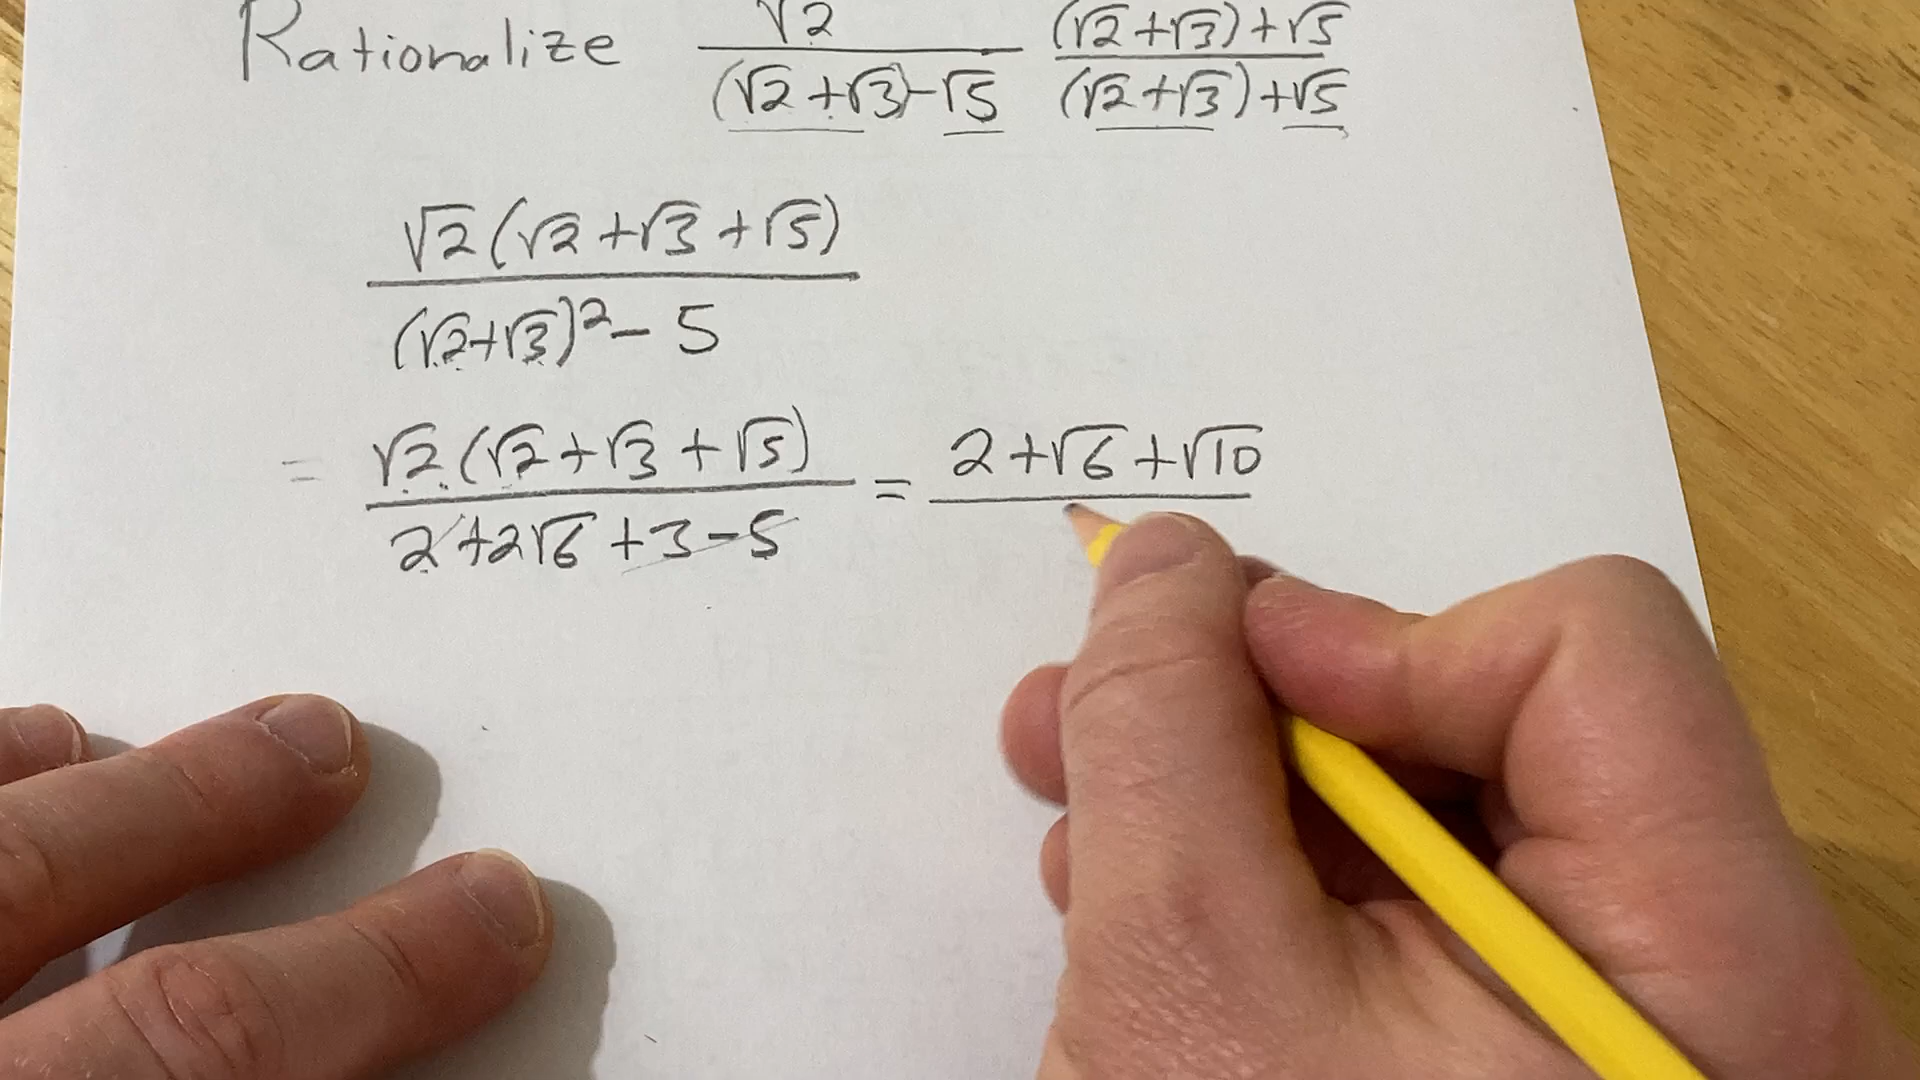 Rationalize √2 / ((√2+√3)-√5) ((√2+√3)+√5) / ((√2+√3)+√5)
√2(√2+√3+√5)
(√2+√3)²- 5
= √2(√2+√3+√5) / (2+2√6+3-5) = 2+√6+√10